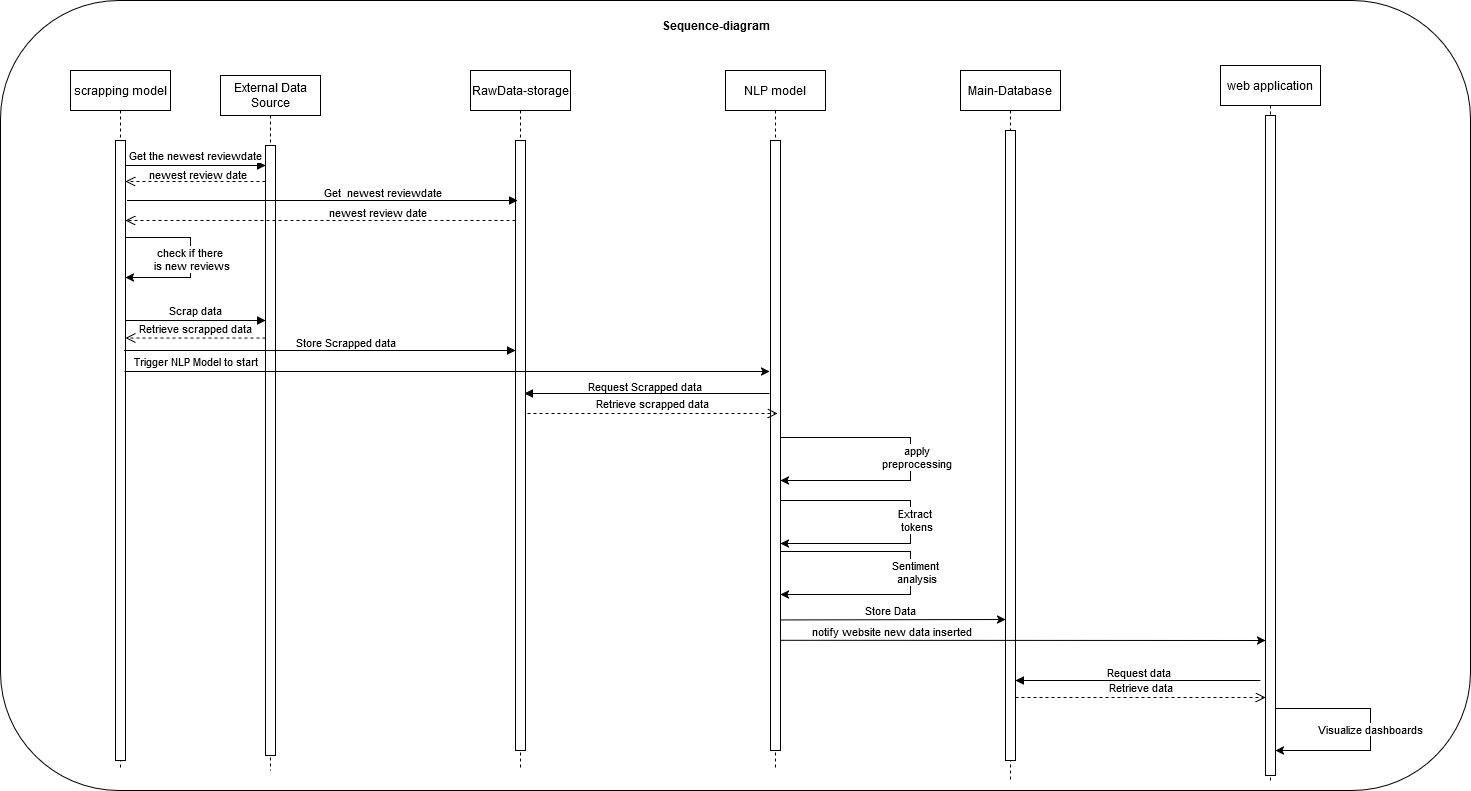 Sequence-diagram
scrapping model
External Data
Source
RawData-storage
NLP model
Main-Database
web application
Get the newest reviewdate
newest review date
Get  newest reviewdate
newest review date
check if there
is new reviews
Scrap data
Retrieve scrapped data
Store Scrapped data
Trigger NLP Model to start
Request Scrapped data
Retrieve scrapped data
apply
preprocessing
Extract
tokens
Sentiment
analysis
Store Data
notify website new data inserted
Request data
Retrieve data
Visualize dashboards